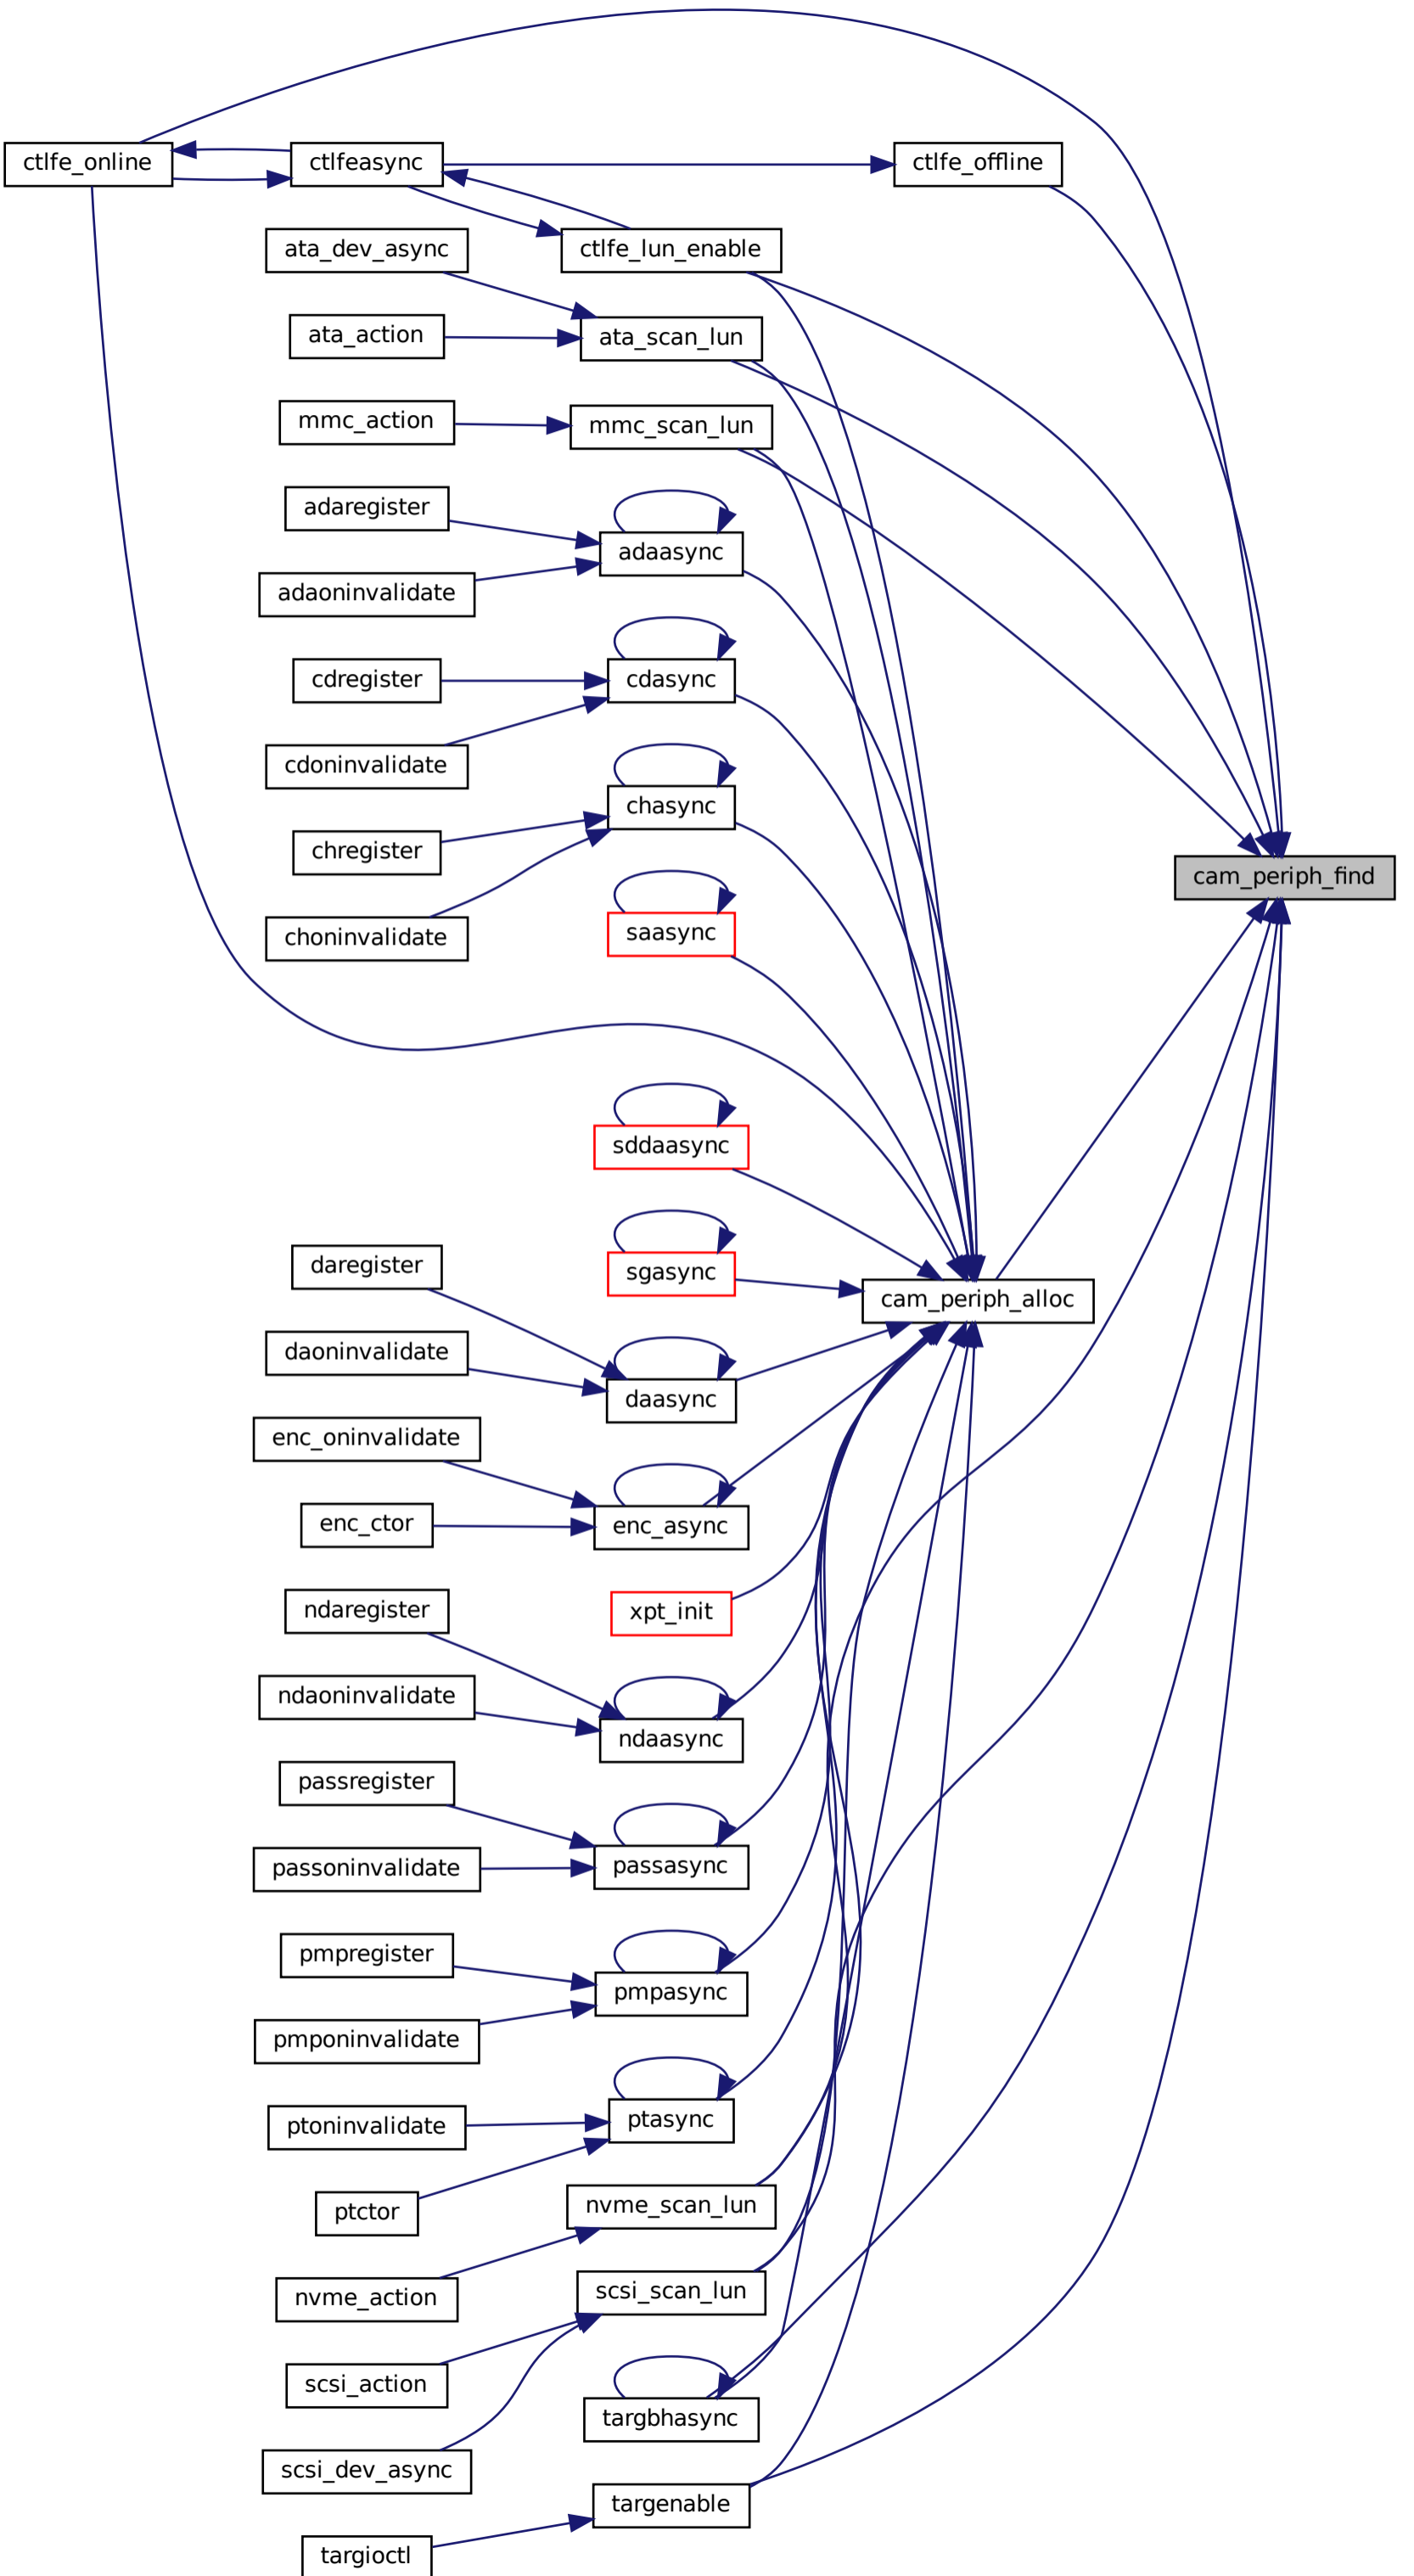 ctlfe_online
ctlfeasync
ctlfe_offline
ata_dev_async
ctlfe_lun_enable
ata_action
ata_scan_lun
mmc_action
mmc_scan_lun
adaregister
adaasync
adaoninvalidate
cdregister
cdasync
cdoninvalidate
chasync
chregister
cam_periph_find
choninvalidate
saasync
sddaasync
daregister
sgasync
cam_periph_alloc
daoninvalidate
daasync
enc_oninvalidate
enc_ctor
enc_async
ndaregister
xpt_init
ndaoninvalidate
ndaasync
passregister
passoninvalidate
passasync
pmpregister
pmpasync
pmponinvalidate
ptoninvalidate
ptasync
ptctor
nvme_scan_lun
nvme_action
scsi_scan_lun
scsi_action
targbhasync
scsi_dev_async
targenable
targioctl